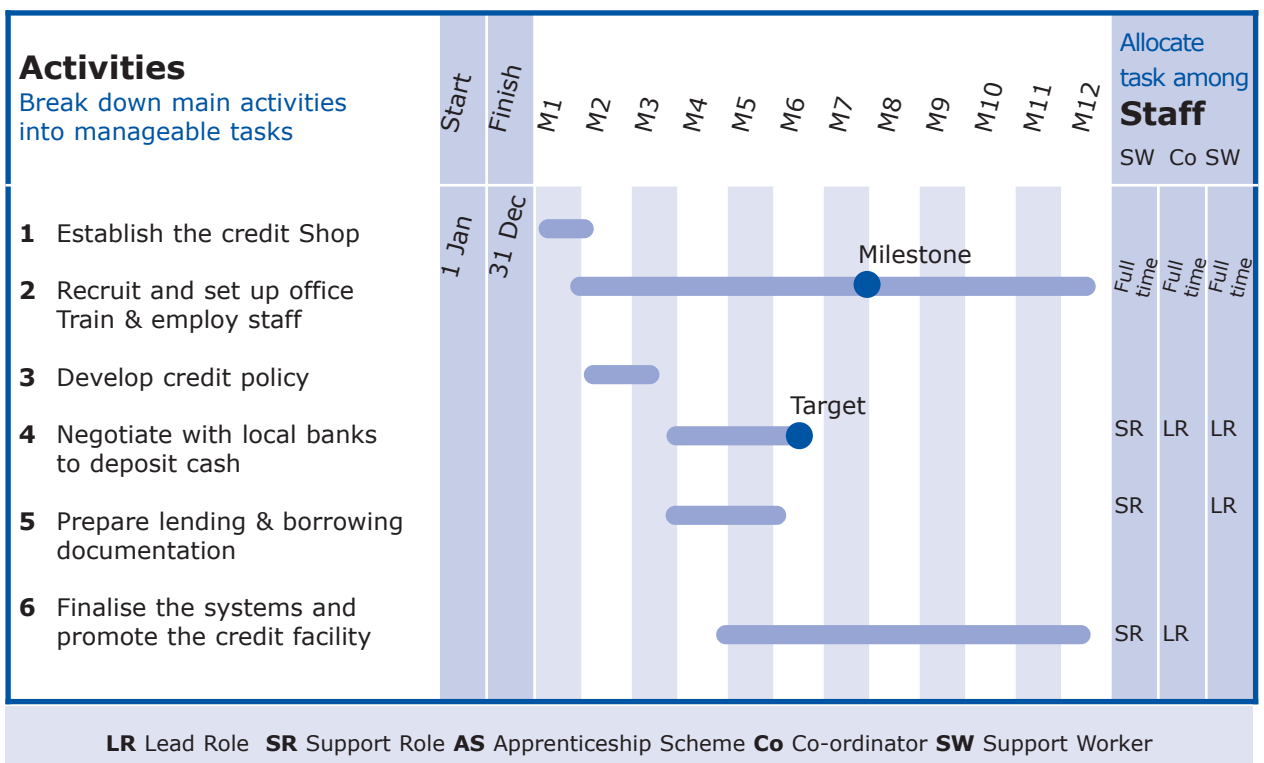 Activities
Break down main activities
into manageable tasks
Start
Finish
M1
M2
M3
M4
M5
M6
M7
M8
M9
M10
M11
M12
Allocate
task among
Staff
SW Co SW
1 Jan
31 Dec
1 Establish the credit Shop
Milestone
2 Recruit and set up office
Train & employ staff
Full
time
Full
time
Full
time
3 Develop credit policy
Target
4 Negotiate with local banks
to deposit cash
SR LR LR
5 Prepare lending & borrowing
documentation
SR LR
6 Finalise the systems and
promote the credit facility
SR LR
LR Lead Role SR Support Role AS Apprenticeship Scheme Co Co-ordinator SW Support Worker